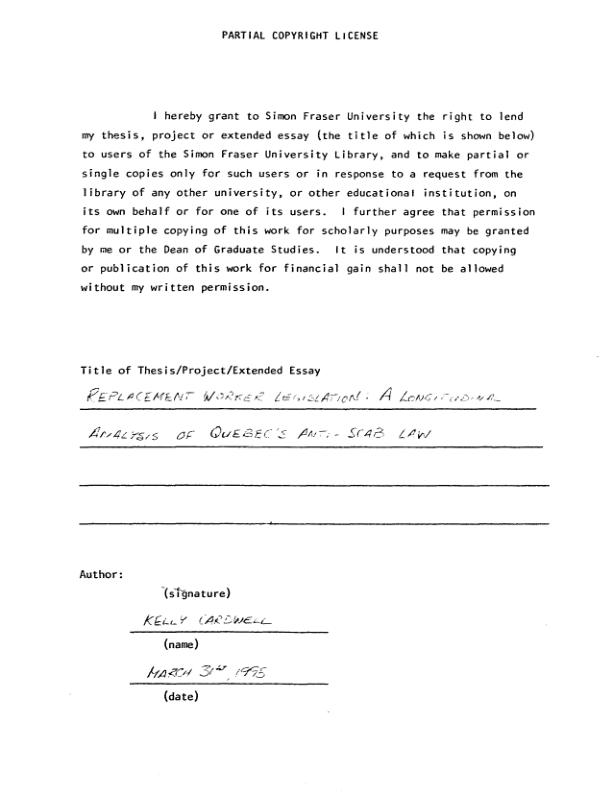 PARTIAL COPYRIGHT LICENSE
I hereby grant to Simon Fraser University the right to lend
my thesis, project or extended essay (the title of which is shown below)
to users of the Simon Fraser University Library, and to make partial or
single copies only for such users or in response to a request from the
library of any other university, or other educational institution, on
its own behalf or for one of its users. I further agree that permission
for multiple copying of this work for scholarly purposes may be granted
by me or the Dean of Graduate Studies. It is understood that copying
or publication of this work for financial gain shall not be allowed
without my written permission.
Title of Thesis/Project/Extended Essay
REPLACEMENT WORKER LEGISLATION: A LONGITUDINAL
ANALYSIS OF QUEBEC'S ANTI-SCAB LAW
Author:
(signature)
KELLY CARDWELL
(name)
MARCH 31st, 1995
(date)